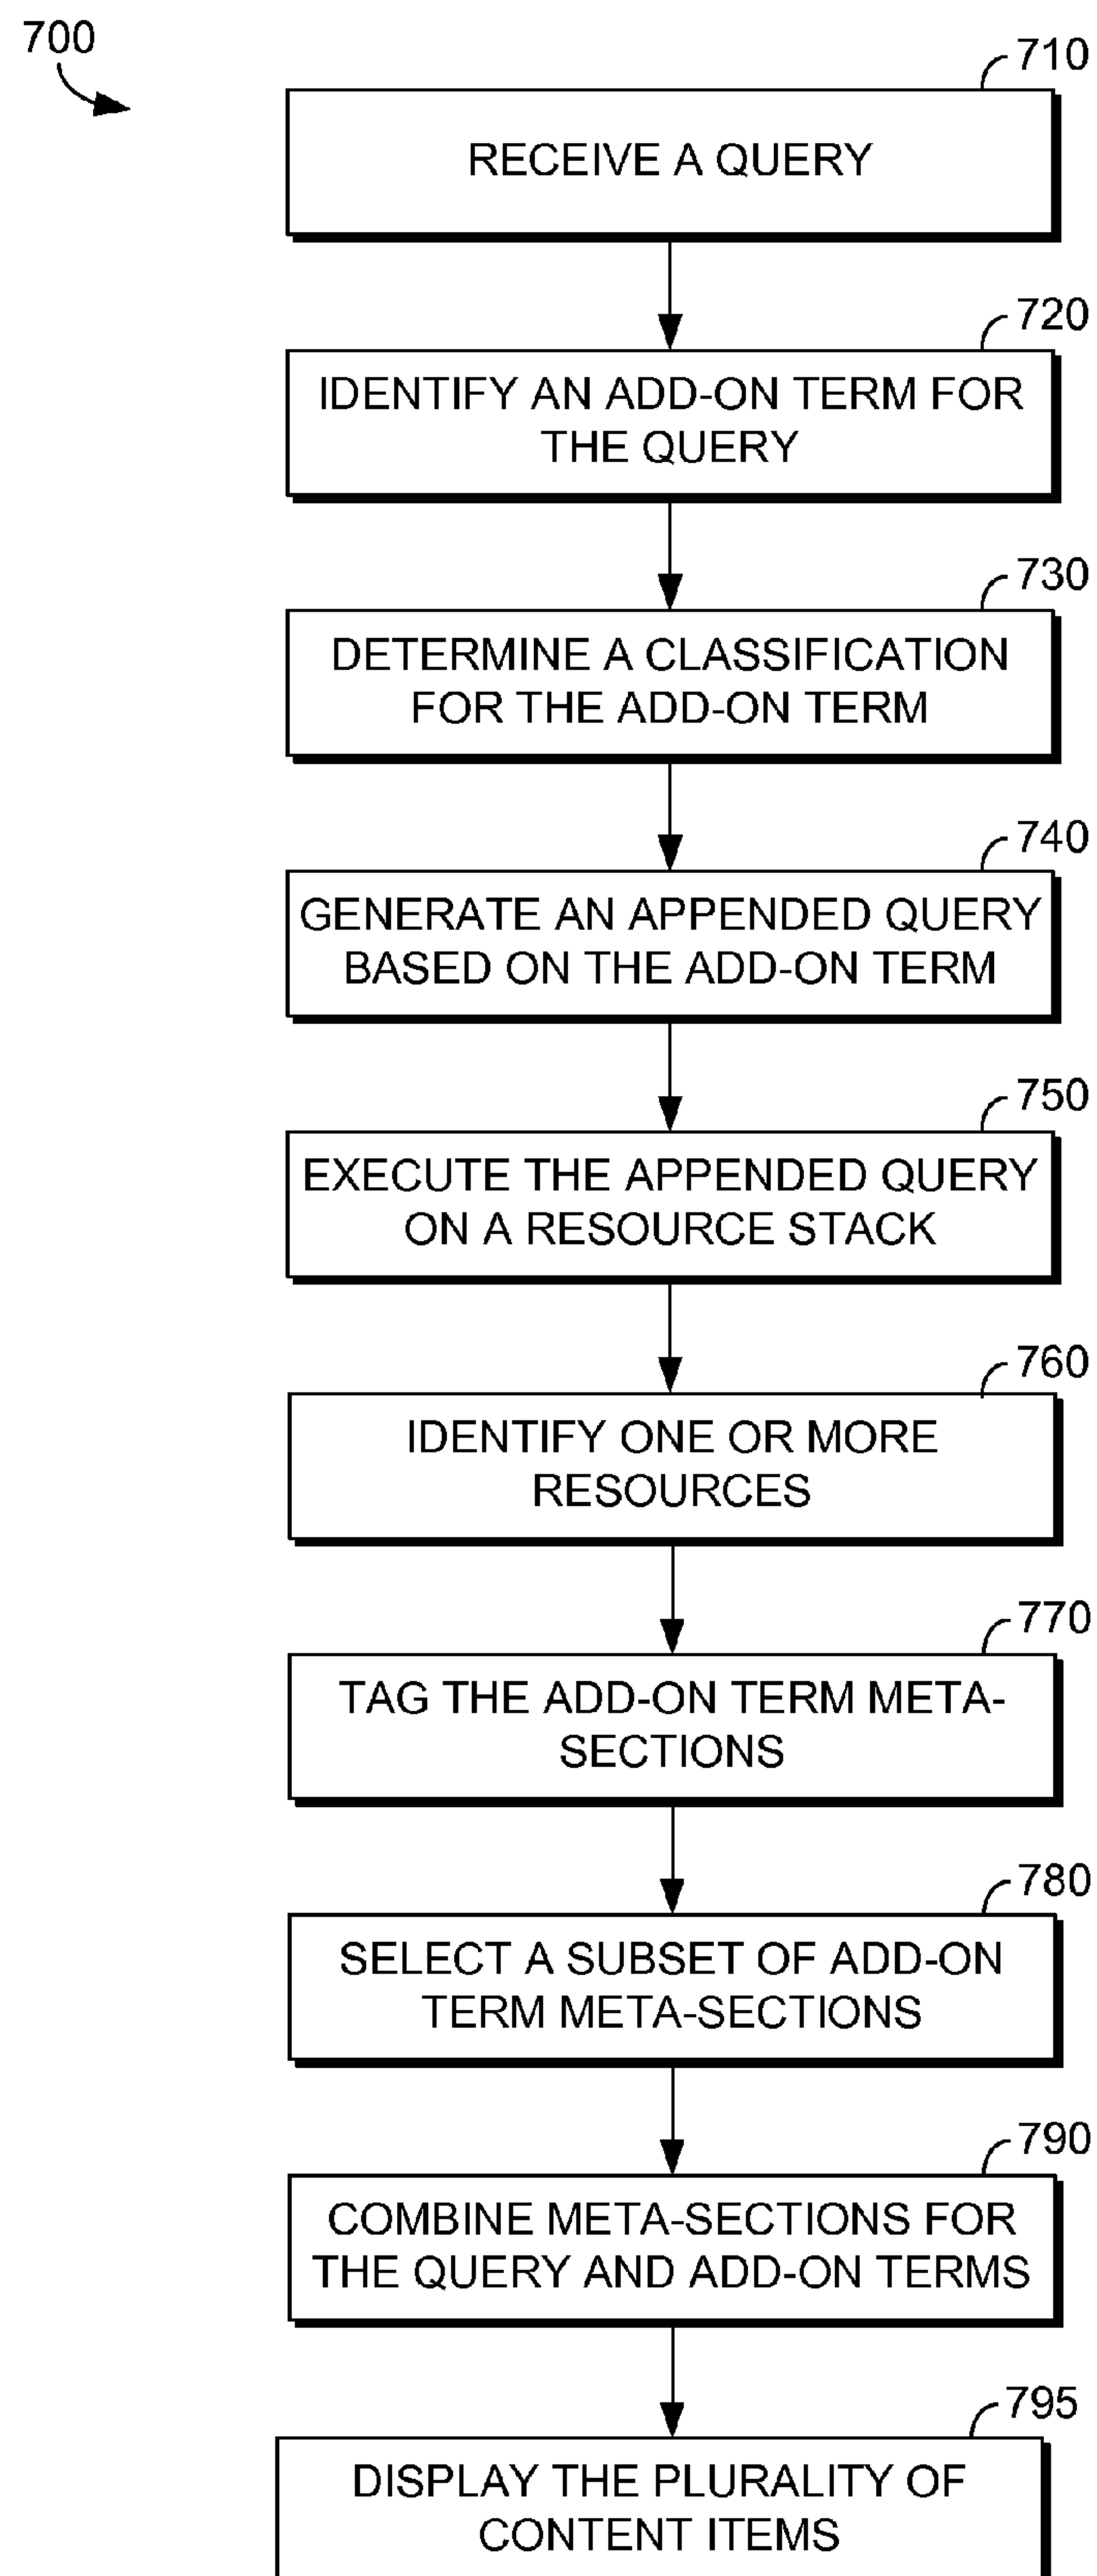 700
710
RECEIVE A QUERY
720
IDENTIFY AN ADD-ON TERM FOR
THE QUERY
730
DETERMINE A CLASSIFICATION
FOR THE ADD-ON TERM
740
GENERATE AN APPENDED QUERY
BASED ON THE ADD-ON TERM
750
EXECUTE THE APPENDED QUERY
ON A RESOURCE STACK
760
IDENTIFY ONE OR MORE
RESOURCES
770
TAG THE ADD-ON TERM META-
SECTIONS
780
SELECT A SUBSET OF ADD-ON
TERM META-SECTIONS
790
COMBINE META-SECTIONS FOR
THE QUERY AND ADD-ON TERMS
795
DISPLAY THE PLURALITY OF
CONTENT ITEMS